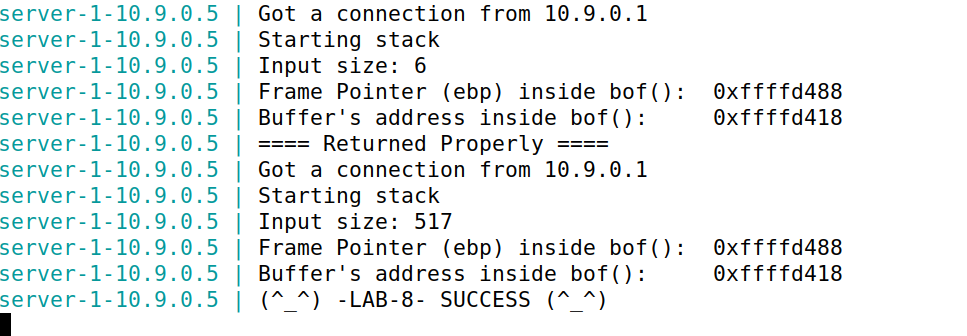 server-1-10.9.0.5 | Got a connection from 10.9.0.1
server-1-10.9.0.5 | Starting stack
server-1-10.9.0.5 | Input size: 6
server-1-10.9.0.5 | Frame Pointer (ebp) inside bof():  0xffffd488
server-1-10.9.0.5 | Buffer's address inside bof():     0xffffd418
server-1-10.9.0.5 | ==== Returned Properly ====
server-1-10.9.0.5 | Got a connection from 10.9.0.1
server-1-10.9.0.5 | Starting stack
server-1-10.9.0.5 | Input size: 517
server-1-10.9.0.5 | Frame Pointer (ebp) inside bof():  0xffffd488
server-1-10.9.0.5 | Buffer's address inside bof():     0xffffd418
server-1-10.9.0.5 | (^_^) -LAB-8- SUCCESS (^_^)